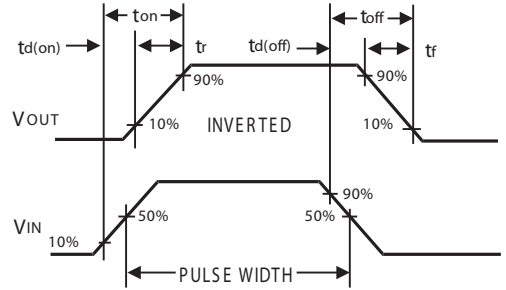 ton toff
td(on) tr td(off) tf
90% 90%
VOUT 10% INVERTED 10%
90%
50% 50%
VIN 10%
PULSE WIDTH